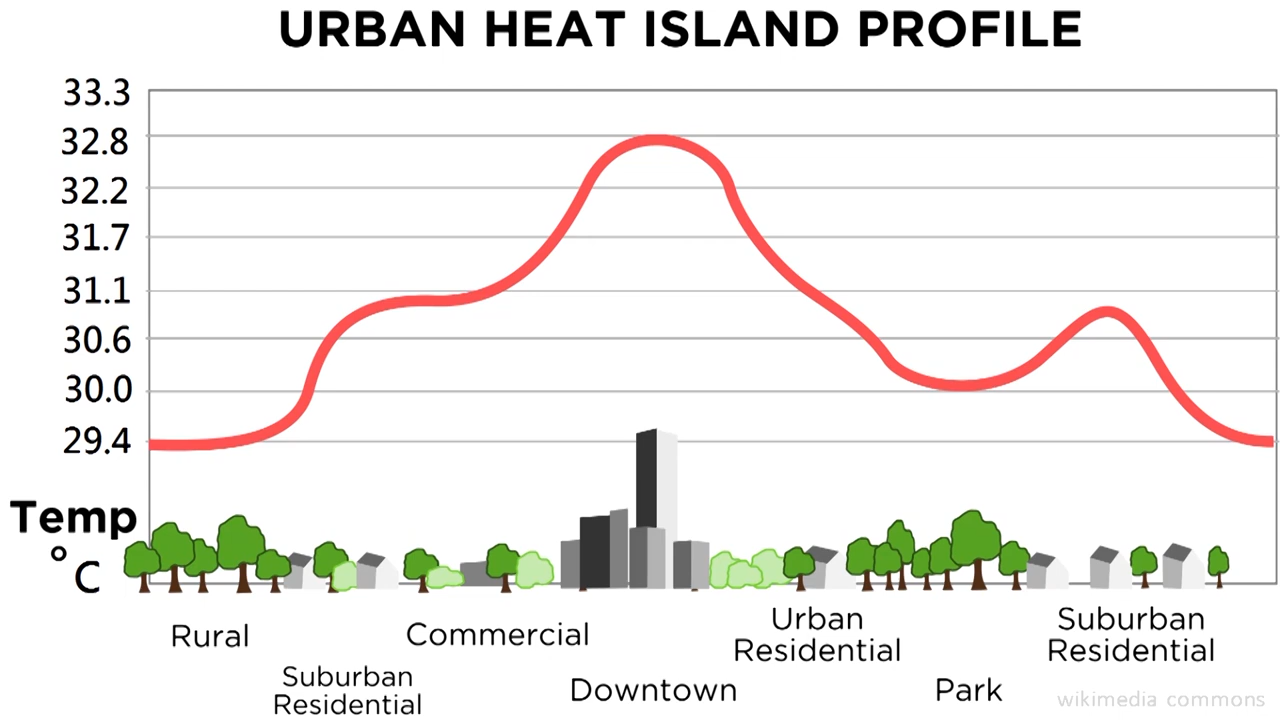 URBAN HEAT ISLAND PROFILE
33.3
32.8
32.2
31.7
31.1
30.6
30.0
29.4
Temp
°
C
Rural
Suburban
Residential
Commercial
Downtown
Urban
Residential
Park
Suburban
Residential
wikimedia commons